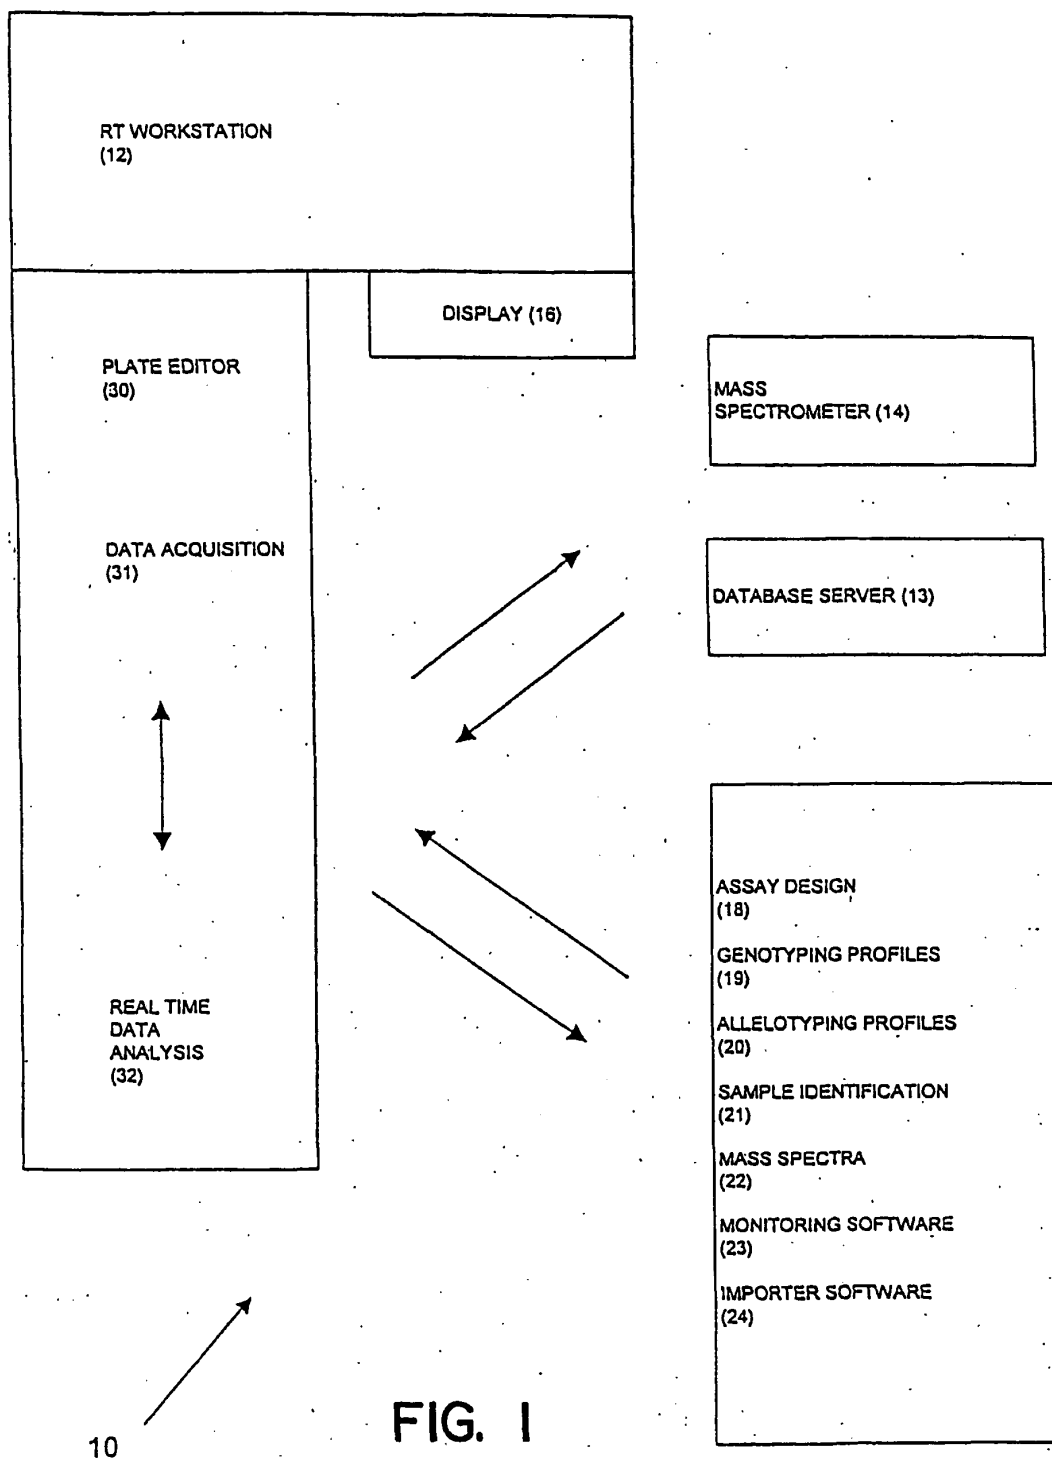 RT WORKSTATION
(12)
DISPLAY (16)
PLATE EDITOR
(30)
MASS
SPECTROMETER (14)
DATA ACQUISITION
(31)
DATABASE SERVER (13)
ASSAY DESIGN
(18)
GENOTYPING PROFILES
(19)
ALLELOTYPING PROFILES
(20)
SAMPLE IDENTIFICATION
(21)
MASS SPECTRA
(22)
MONITORING SOFTWARE
(23)
IMPORTER SOFTWARE
(24)
REAL TIME
DATA
ANALYSIS
(32)
10
FIG. 1